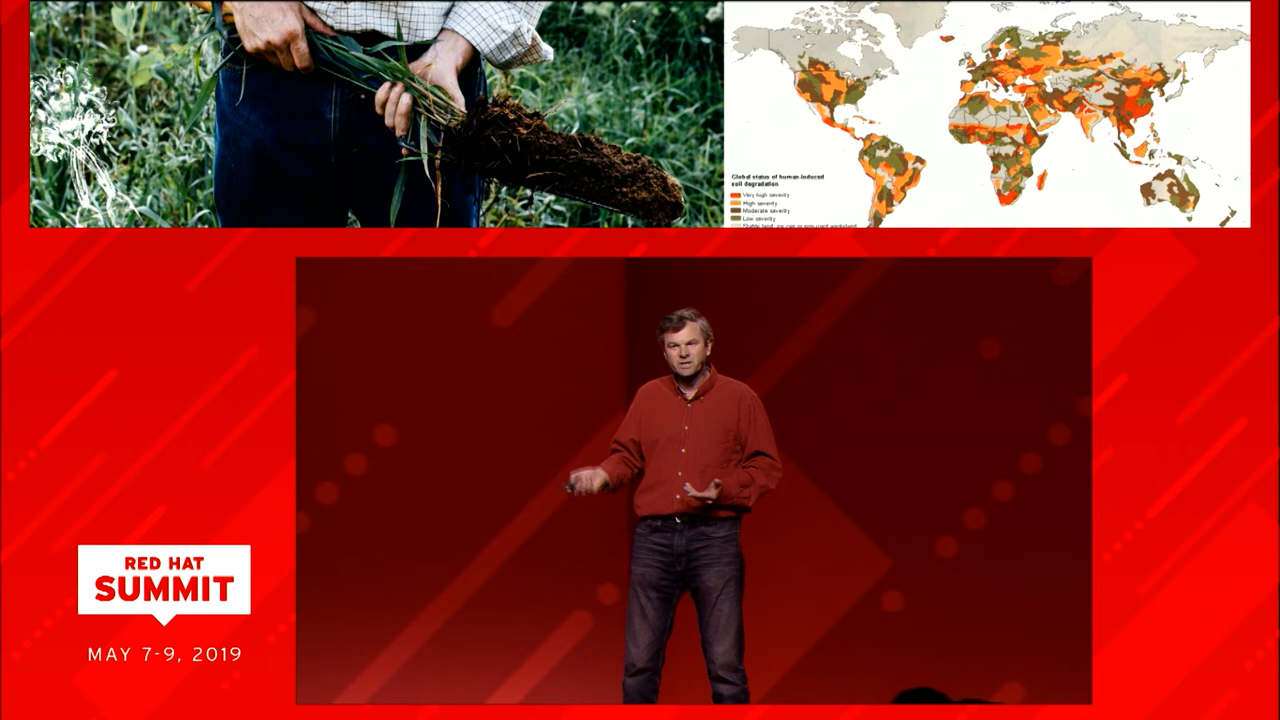 Global status of human-induced
soil degradation
Very high severity
High severity
Moderate severity
Low severity
RED HAT
SUMMIT
MAY 7-9, 2019